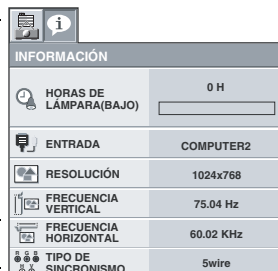 INFORMACIÓN
HORAS DE
LÁMPARA(BAJO)
0 H
ENTRADA
COMPUTER2
RESOLUCIÓN
1024x768
FRECUENCIA
VERTICAL
75.04 Hz
FRECUENCIA
HORIZONTAL
60.02 KHz
TIPO DE
SINCRONISMO
5wire